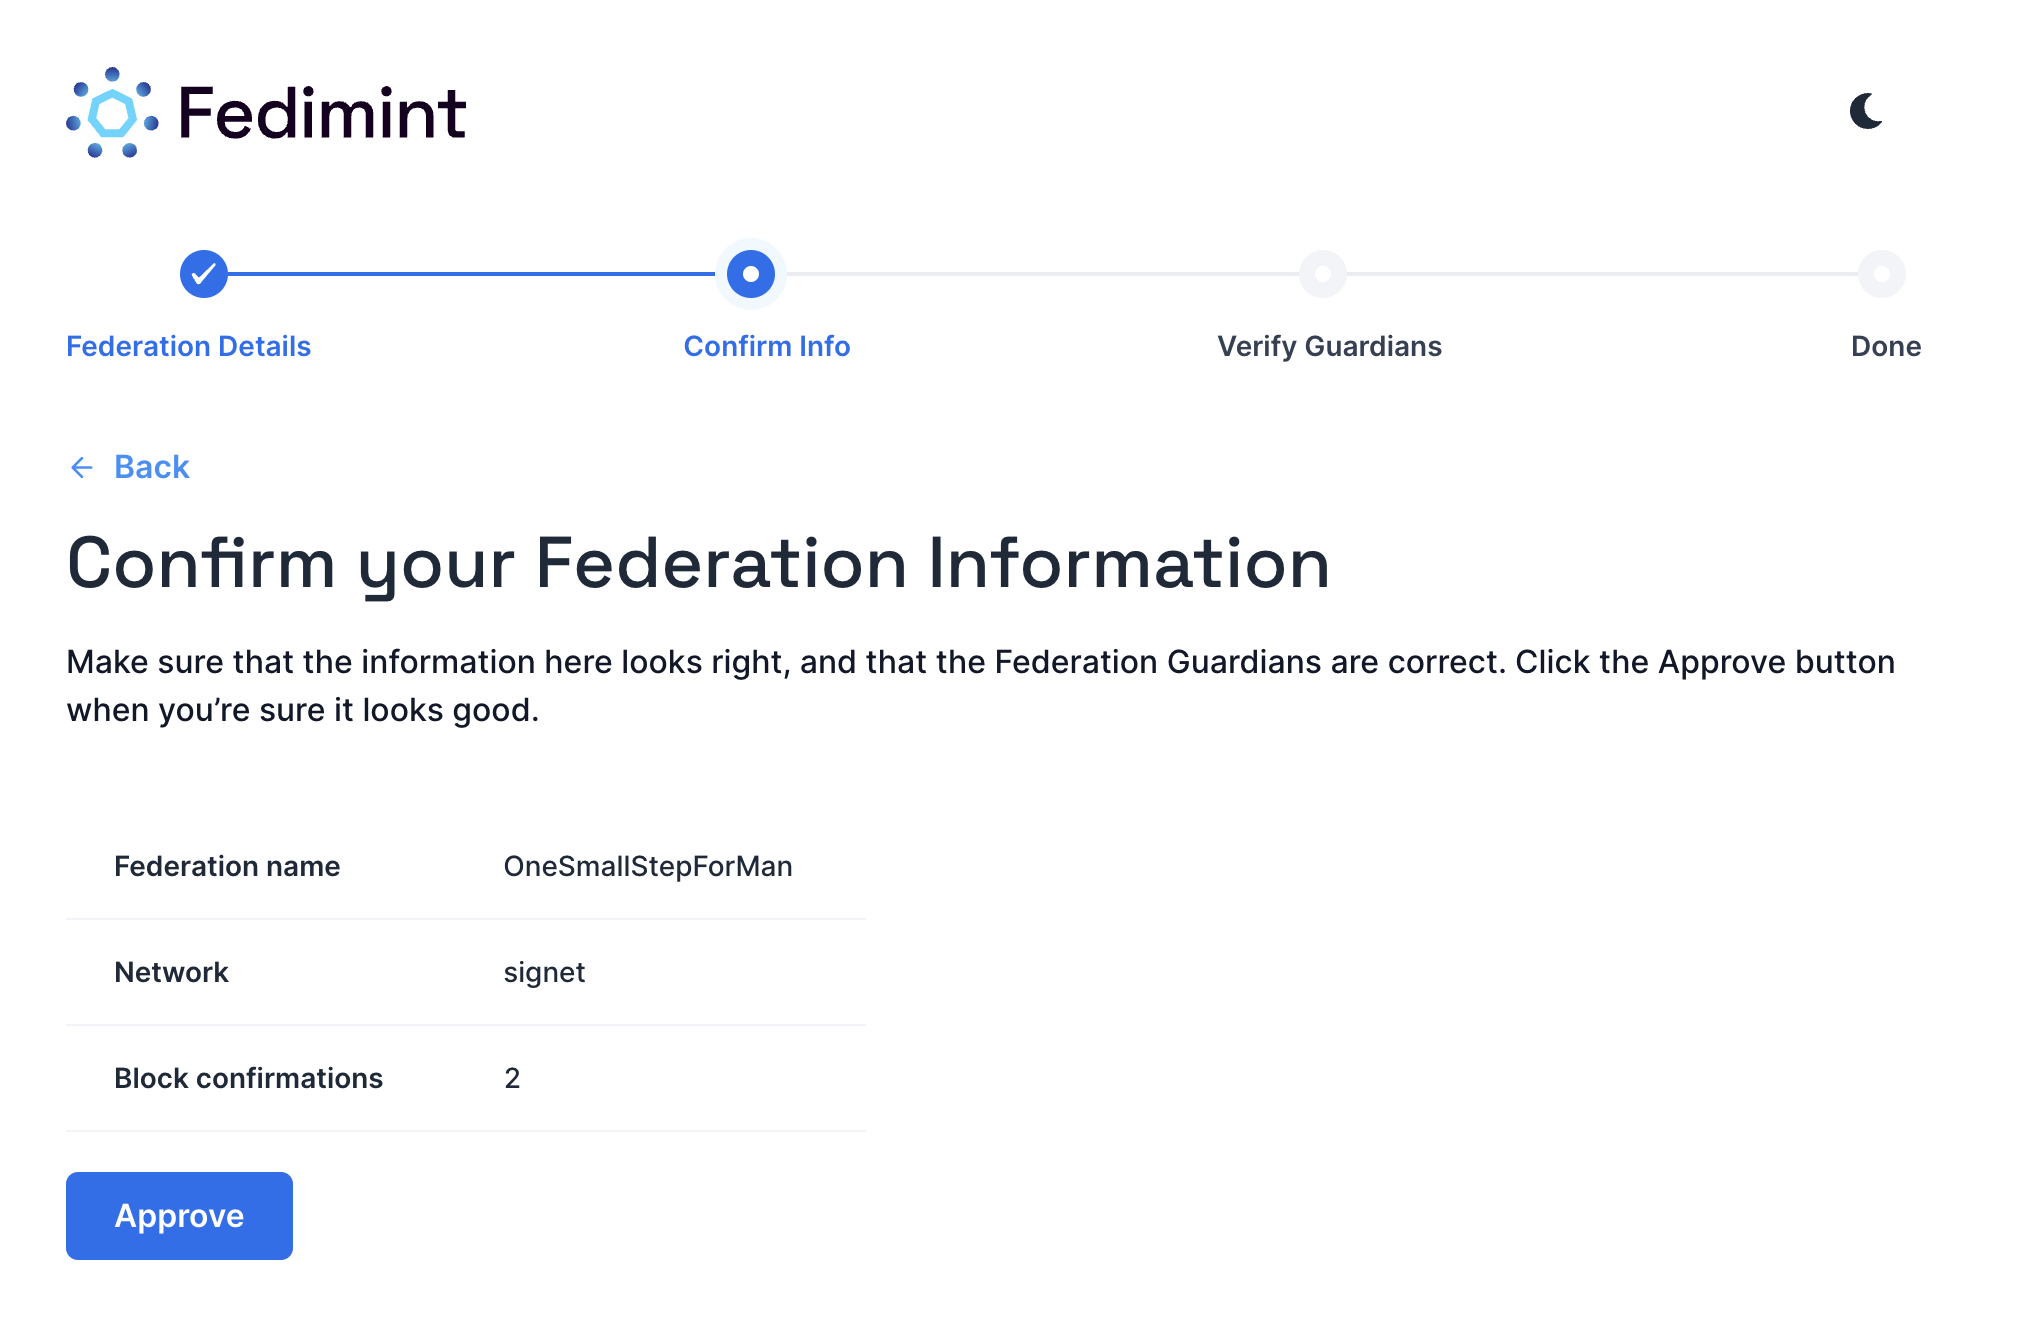 Fedimint
Federation Details
Confirm Info
Verify Guardians
Done
Back
Confirm your Federation Information
Make sure that the information here looks right, and that the Federation Guardians are correct. Click the Approve button
when you’re sure it looks good.
Federation name OneSmallStepForMan
Network signet
Block confirmations 2
Approve